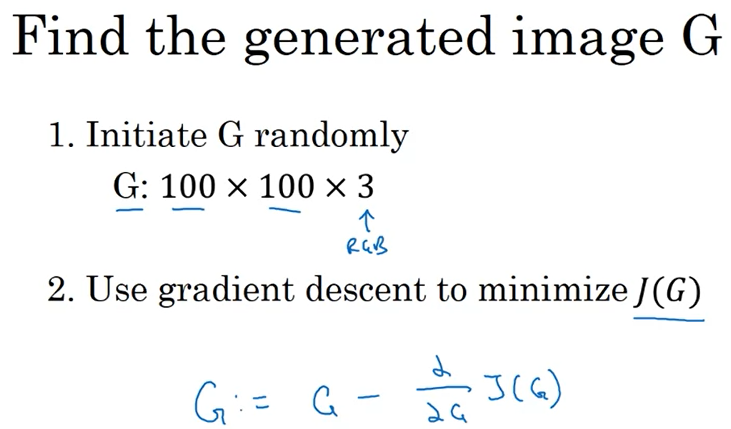 Find the generated image G
1. Initiate G randomly
G: 100 × 100 × 3
↑
RGB
2. Use gradient descent to minimize J(G)
G := G - ∂/∂G J(G)